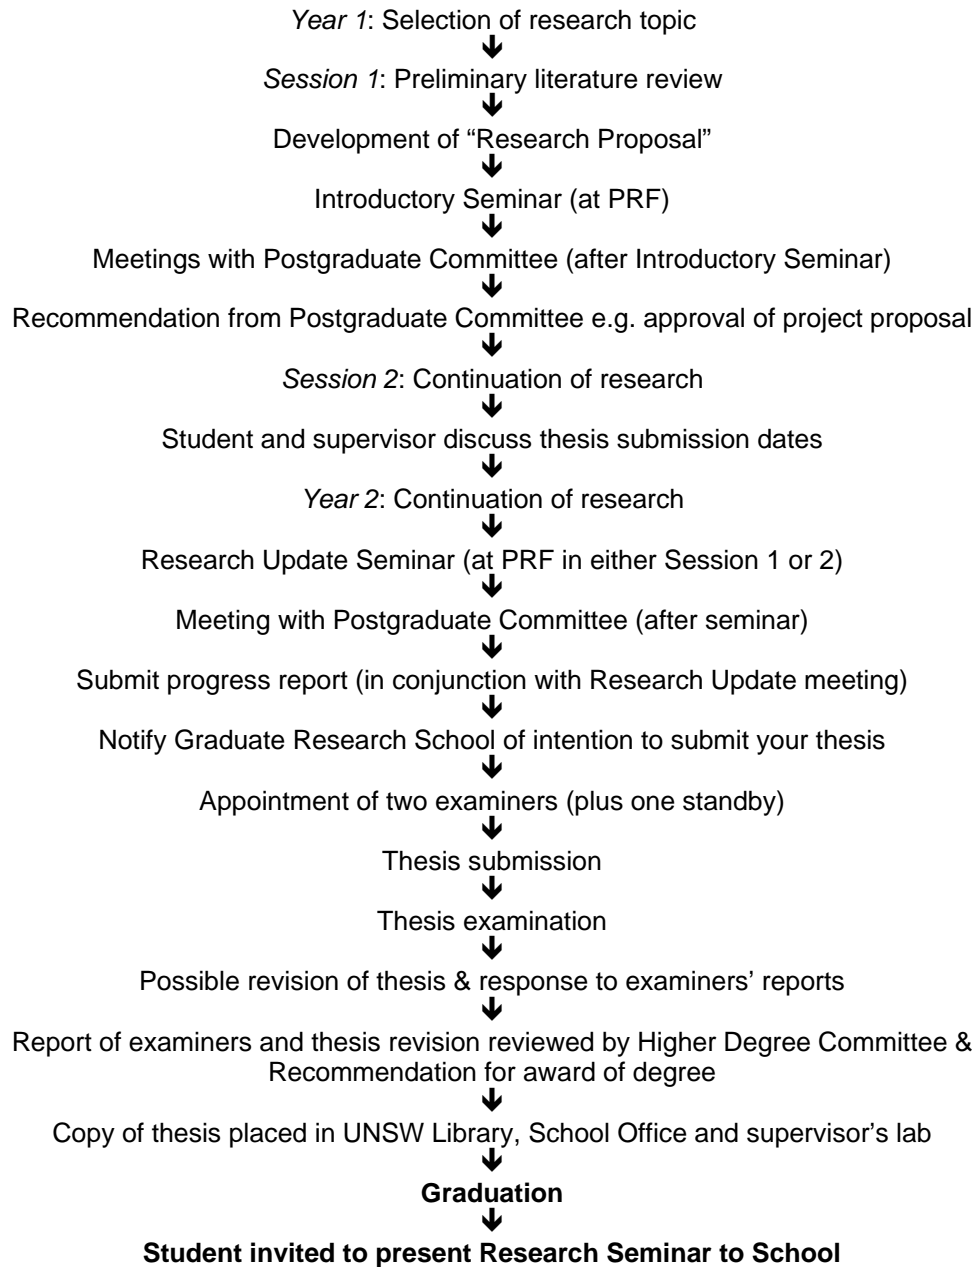 Year 1: Selection of research topic
Session 1: Preliminary literature review
Development of “Research Proposal”
Introductory Seminar (at PRF)
Meetings with Postgraduate Committee (after Introductory Seminar)
Recommendation from Postgraduate Committee e.g. approval of project proposal
Session 2: Continuation of research
Student and supervisor discuss thesis submission dates
Year 2: Continuation of research
Research Update Seminar (at PRF in either Session 1 or 2)
Meeting with Postgraduate Committee (after seminar)
Submit progress report (in conjunction with Research Update meeting)
Notify Graduate Research School of intention to submit your thesis
Appointment of two examiners (plus one standby)
Thesis submission
Thesis examination
Possible revision of thesis & response to examiners’ reports
Report of examiners and thesis revision reviewed by Higher Degree Committee &
Recommendation for award of degree
Copy of thesis placed in UNSW Library, School Office and supervisor’s lab
Graduation
Student invited to present Research Seminar to School